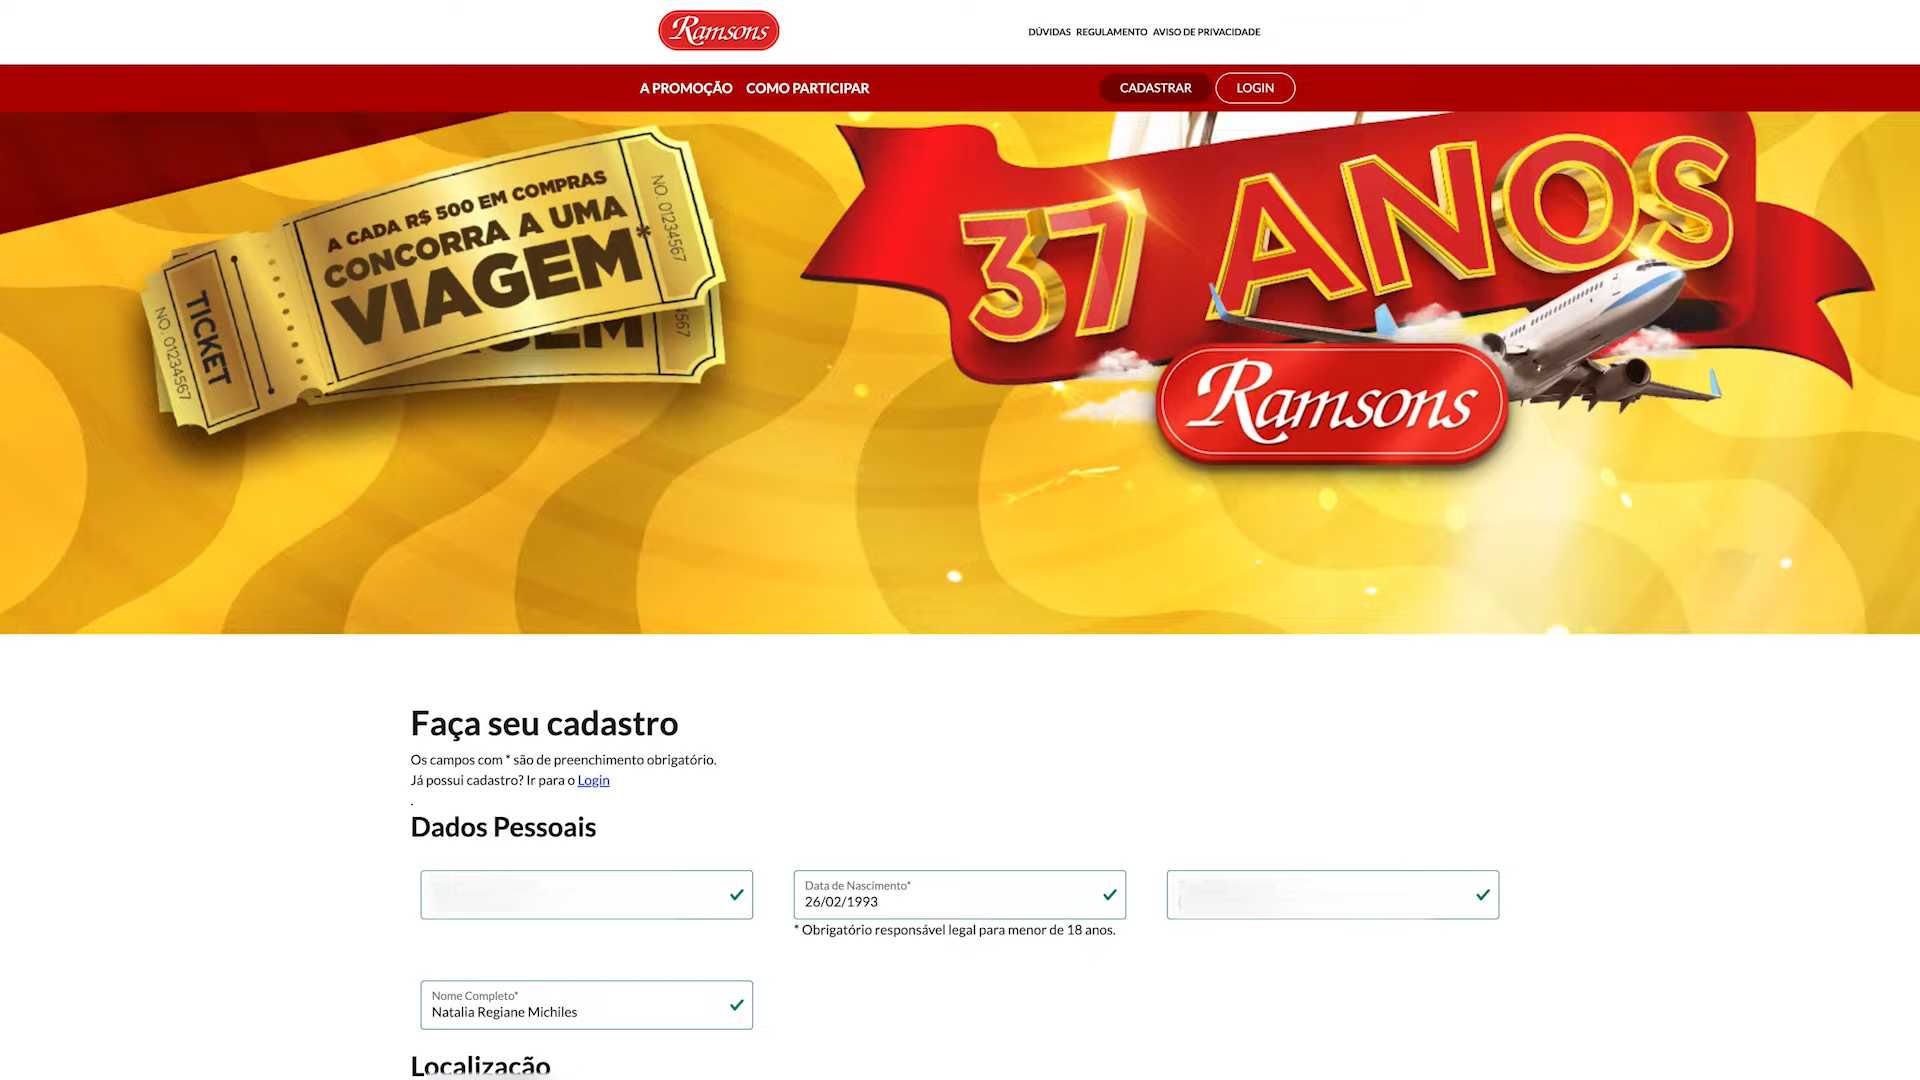 Ramsons
DÚVIDAS REGULAMENTO AVISO DE PRIVACIDADE
A PROMOÇÃO COMO PARTICIPAR
CADASTRAR LOGIN
A CADA R$ 500 EM COMPRAS
CONCORRA A UMA
VIAGEM*
NO. 01234567
TICKET
NO. 01234567
37 ANOS
Ramsons
Faça seu cadastro
Os campos com * são de preenchimento obrigatório.
Já possui cadastro? Ir para o Login
.
Dados Pessoais
Data de Nascimento*
26/02/1993
* Obrigatório responsável legal para menor de 18 anos.
Nome Completo*
Natalia Regiane Michiles
Localização